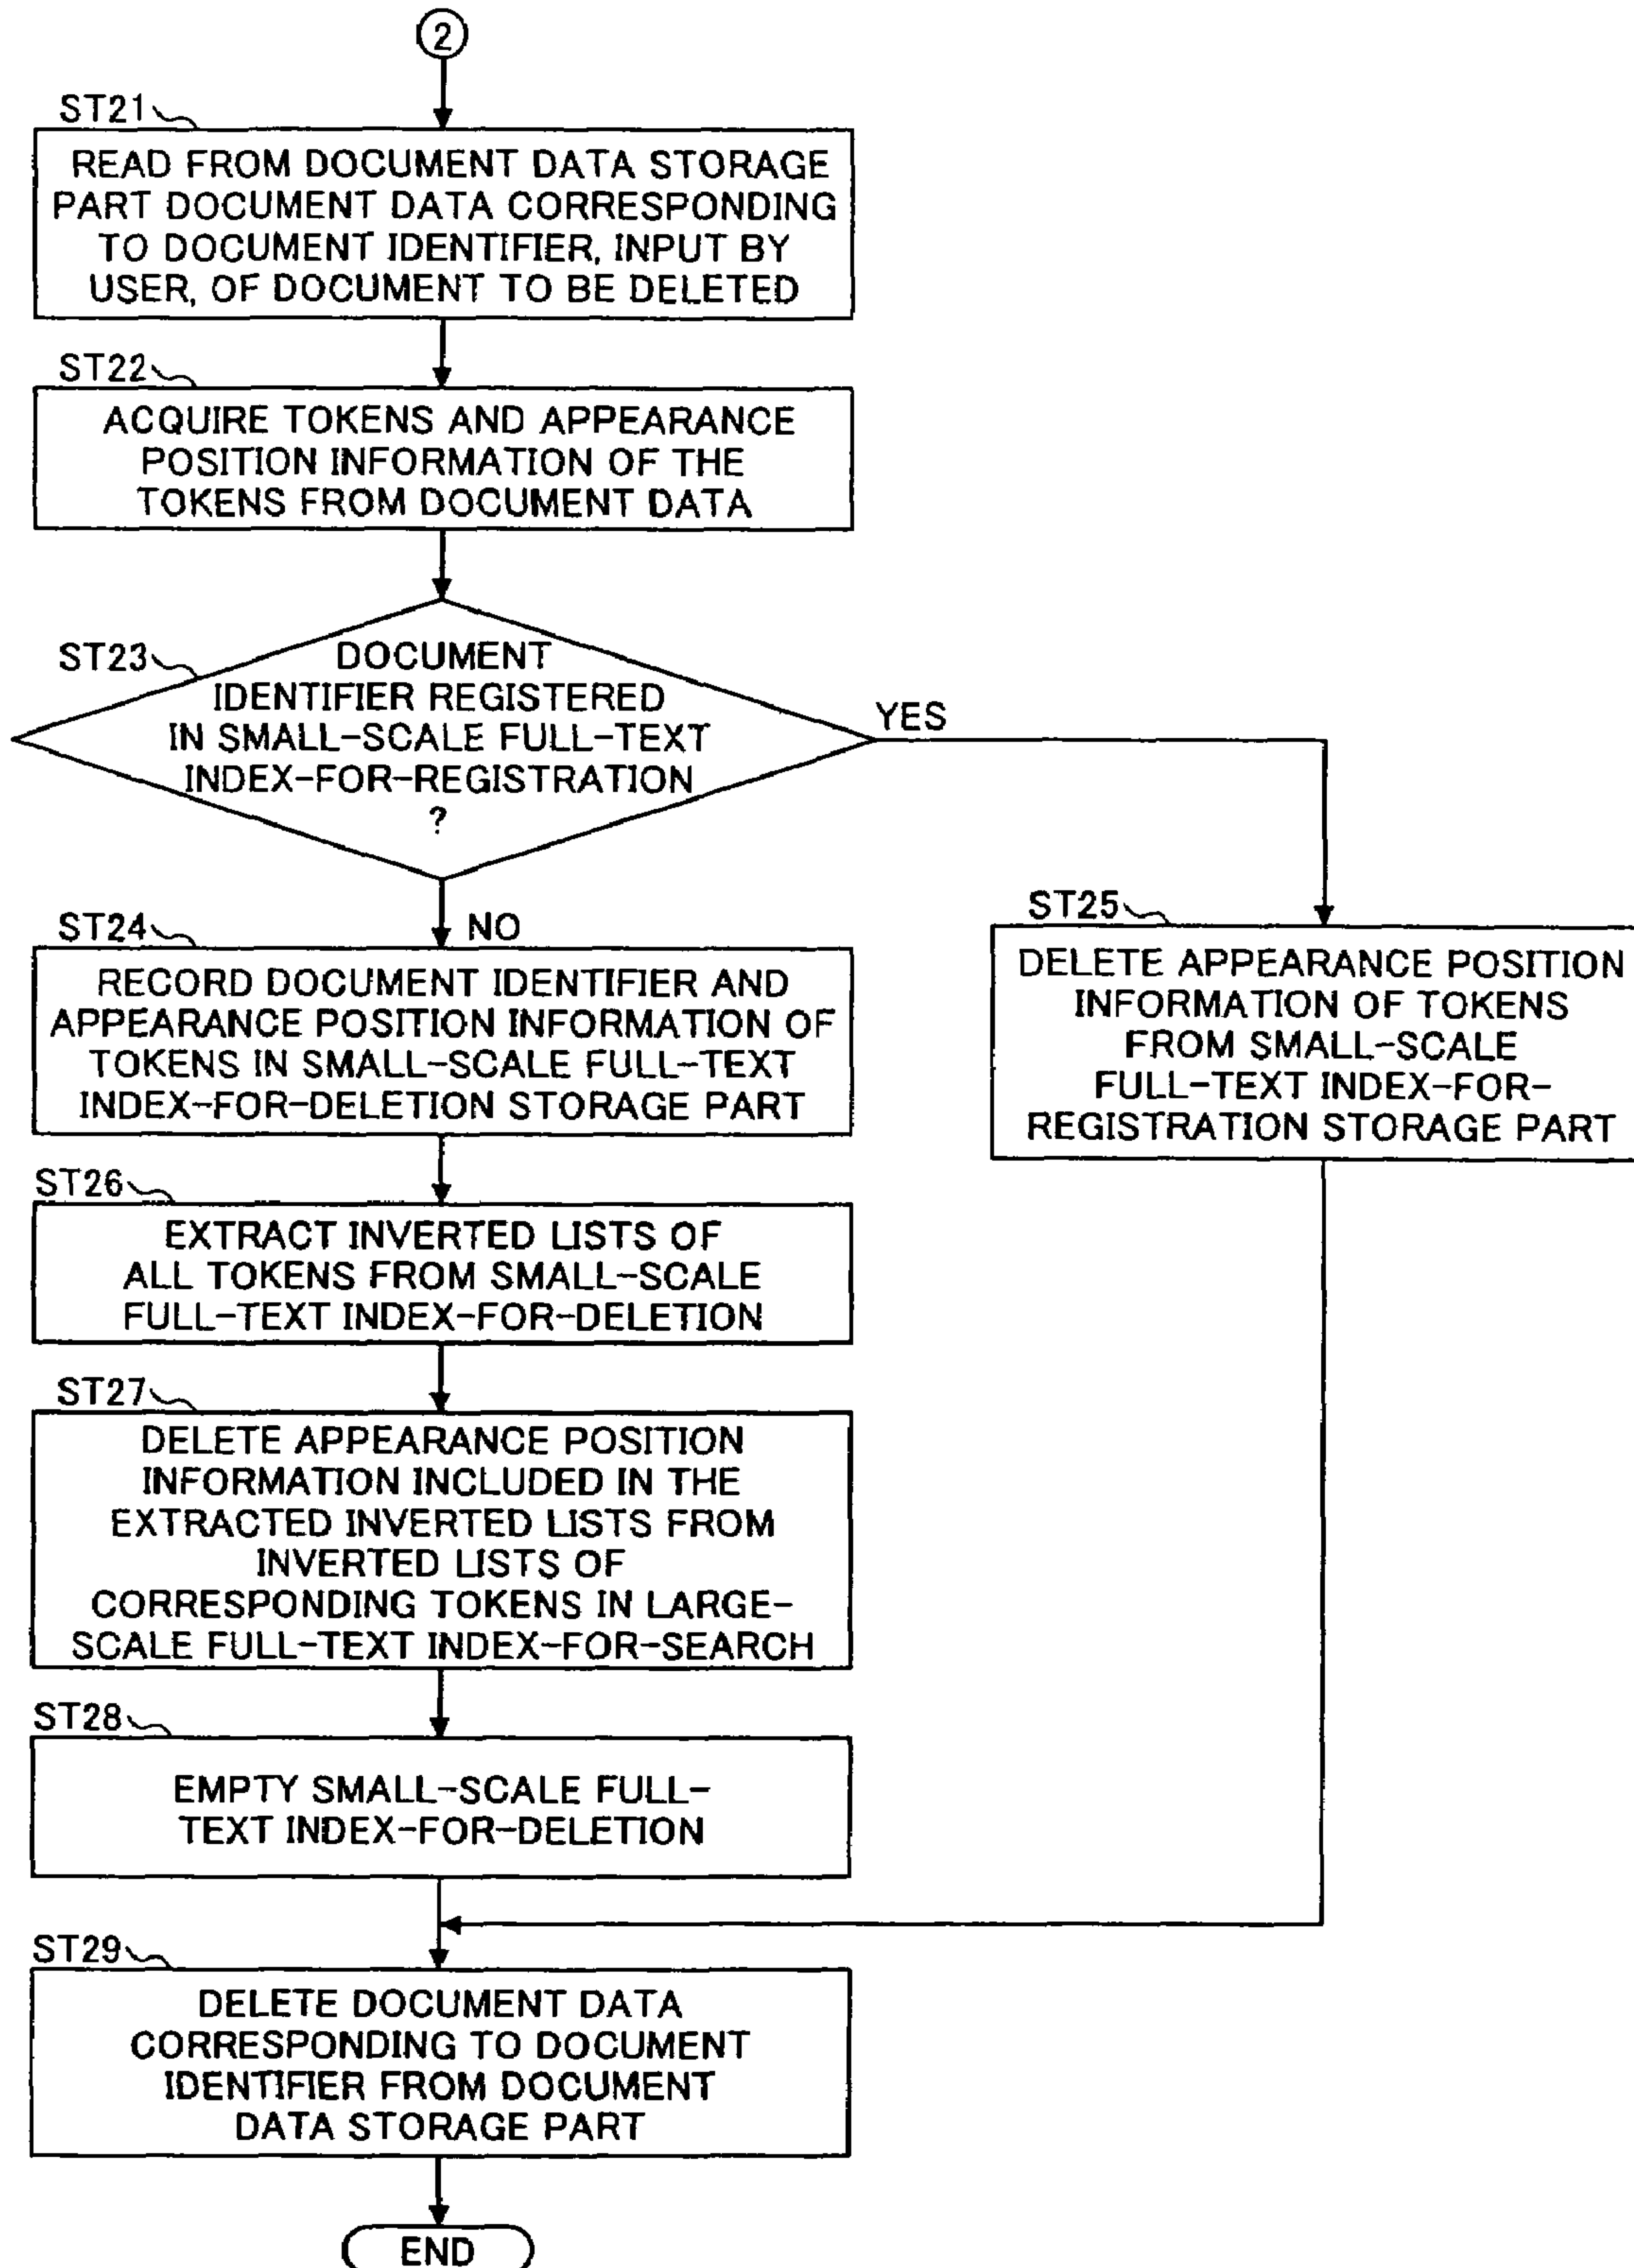 2
ST21
READ FROM DOCUMENT DATA STORAGE
PART DOCUMENT DATA CORRESPONDING
TO DOCUMENT IDENTIFIER, INPUT BY
USER, OF DOCUMENT TO BE DELETED
ST22
ACQUIRE TOKENS AND APPEARANCE
POSITION INFORMATION OF THE
TOKENS FROM DOCUMENT DATA
ST23
DOCUMENT
IDENTIFIER REGISTERED
IN SMALL-SCALE FULL-TEXT
INDEX-FOR-REGISTRATION
?
YES
NO
ST24
RECORD DOCUMENT IDENTIFIER AND
APPEARANCE POSITION INFORMATION OF
TOKENS IN SMALL-SCALE FULL-TEXT
INDEX-FOR-DELETION STORAGE PART
ST25
DELETE APPEARANCE POSITION
INFORMATION OF TOKENS
FROM SMALL-SCALE
FULL-TEXT INDEX-FOR-
REGISTRATION STORAGE PART
ST26
EXTRACT INVERTED LISTS OF
ALL TOKENS FROM SMALL-SCALE
FULL-TEXT INDEX-FOR-DELETION
ST27
DELETE APPEARANCE POSITION
INFORMATION INCLUDED IN THE
EXTRACTED INVERTED LISTS FROM
INVERTED LISTS OF
CORRESPONDING TOKENS IN LARGE-
SCALE FULL-TEXT INDEX-FOR-SEARCH
ST28
EMPTY SMALL-SCALE FULL-
TEXT INDEX-FOR-DELETION
ST29
DELETE DOCUMENT DATA
CORRESPONDING TO DOCUMENT
IDENTIFIER FROM DOCUMENT
DATA STORAGE PART
END